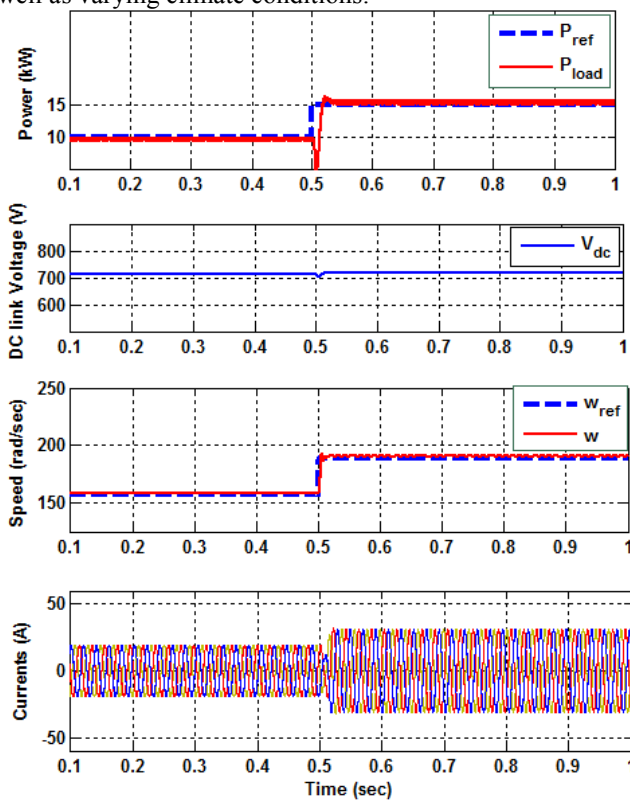 well as varying climate conditions.
Power (kW)
15
10
P_ref
P_load
0.1 0.2 0.3 0.4 0.5 0.6 0.7 0.8 0.9 1
DC link Voltage (V)
800
700
600
V_dc
0.1 0.2 0.3 0.4 0.5 0.6 0.7 0.8 0.9 1
Speed (rad/sec)
250
200
150
w_ref
w
0.1 0.2 0.3 0.4 0.5 0.6 0.7 0.8 0.9 1
Currents (A)
50
0
-50
0.1 0.2 0.3 0.4 0.5 0.6 0.7 0.8 0.9 1
Time (sec)